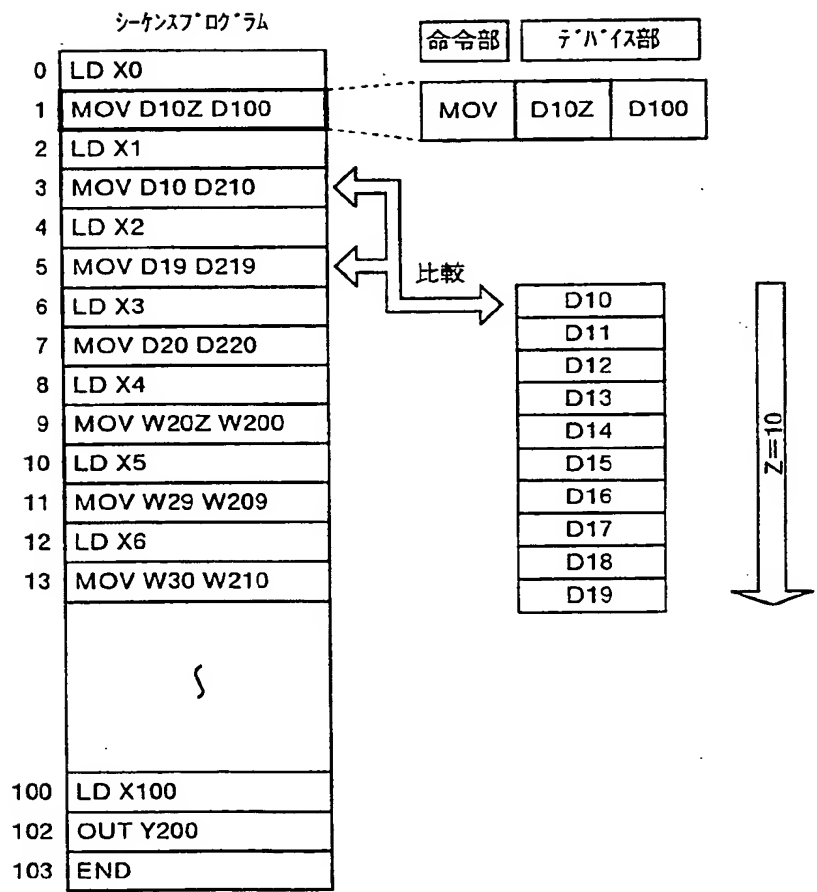 シーケンスプログラム
0 LD X0
1 MOV D10Z D100
2 LD X1
3 MOV D10 D210
4 LD X2
5 MOV D19 D219
6 LD X3
7 MOV D20 D220
8 LD X4
9 MOV W20Z W200
10 LD X5
11 MOV W29 W209
12 LD X6
13 MOV W30 W210
100 LD X100
102 OUT Y200
103 END
命令部 デバイス部
MOV D10Z D100
比較
D10
D11
D12
D13
D14
D15
D16
D17
D18
D19
Z=10